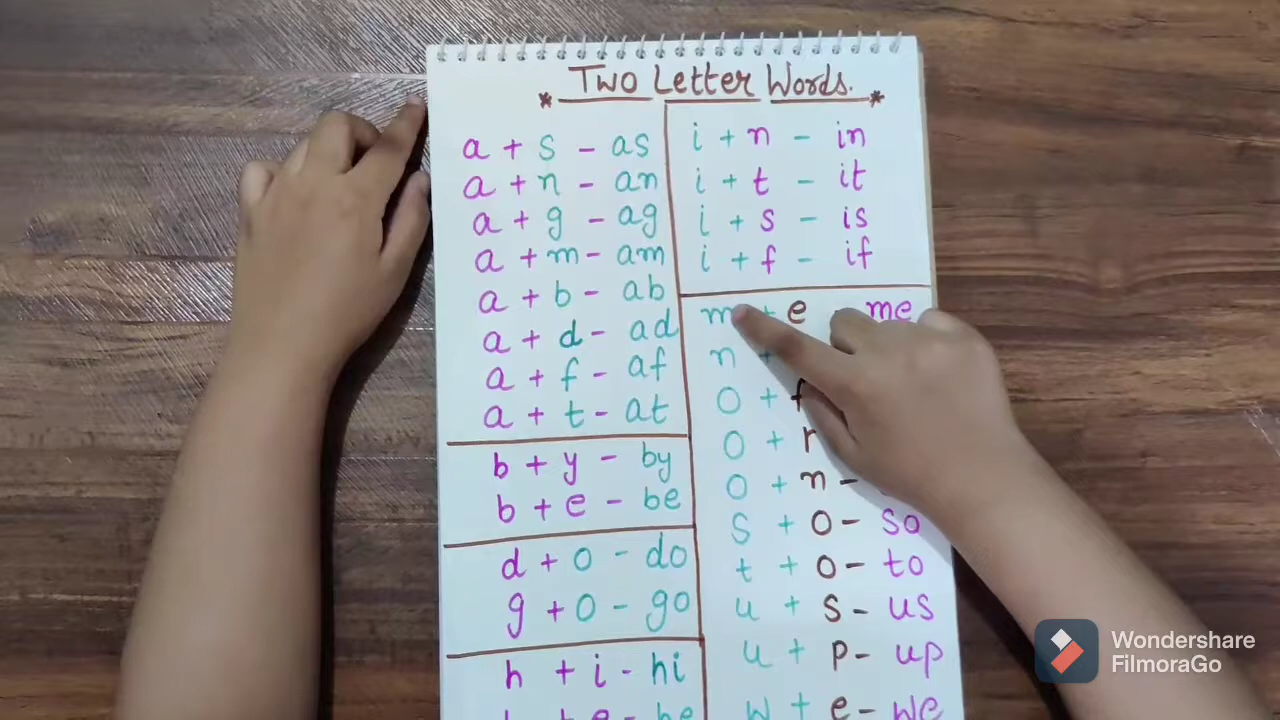 Two Letter Words.
a + s - as
a + n - an
a + g - ag
a + m - am
a + b - ab
a + d - ad
a + f - af
a + t - at
b + y - by
b + e - be
d + o - do
g + o - go
h + i - hi
e - he
i + n - in
i + t - it
i + s - is
i + f - if
m + e - me
n +
o + f
o + r
o + n -
s + o - so
t + o - to
u + s - us
u + p - up
w + e - we
Wondershare
FilmoraGo